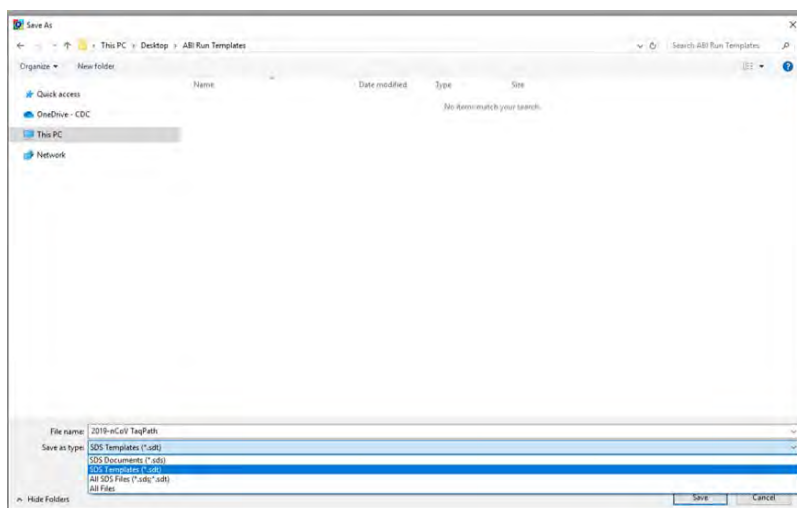 Save As
This PC › Desktop › ABI Run Templates
Search ABI Run Templates
Organize
New folder
Name
Date modified
Type
Size
No items match your search.
Quick access
OneDrive - CDC
This PC
Network
File name: 2019-nCoV TaqPath
Save as type: SDS Templates (*.sdt)
SDS Documents (*.sds)
SDS Templates (*.sdt)
All SDS Files (*.sds;*.sdt)
All Files
Hide Folders
Save
Cancel